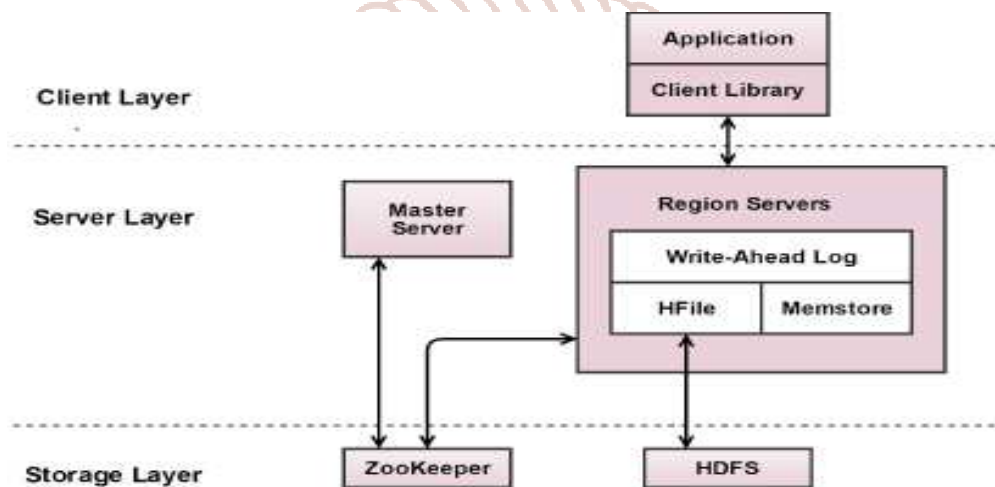 Application
Client Library
Client Layer
Server Layer
Master
Server
Region Servers
Write-Ahead Log
HFile
Memstore
Storage Layer
ZooKeeper
HDFS